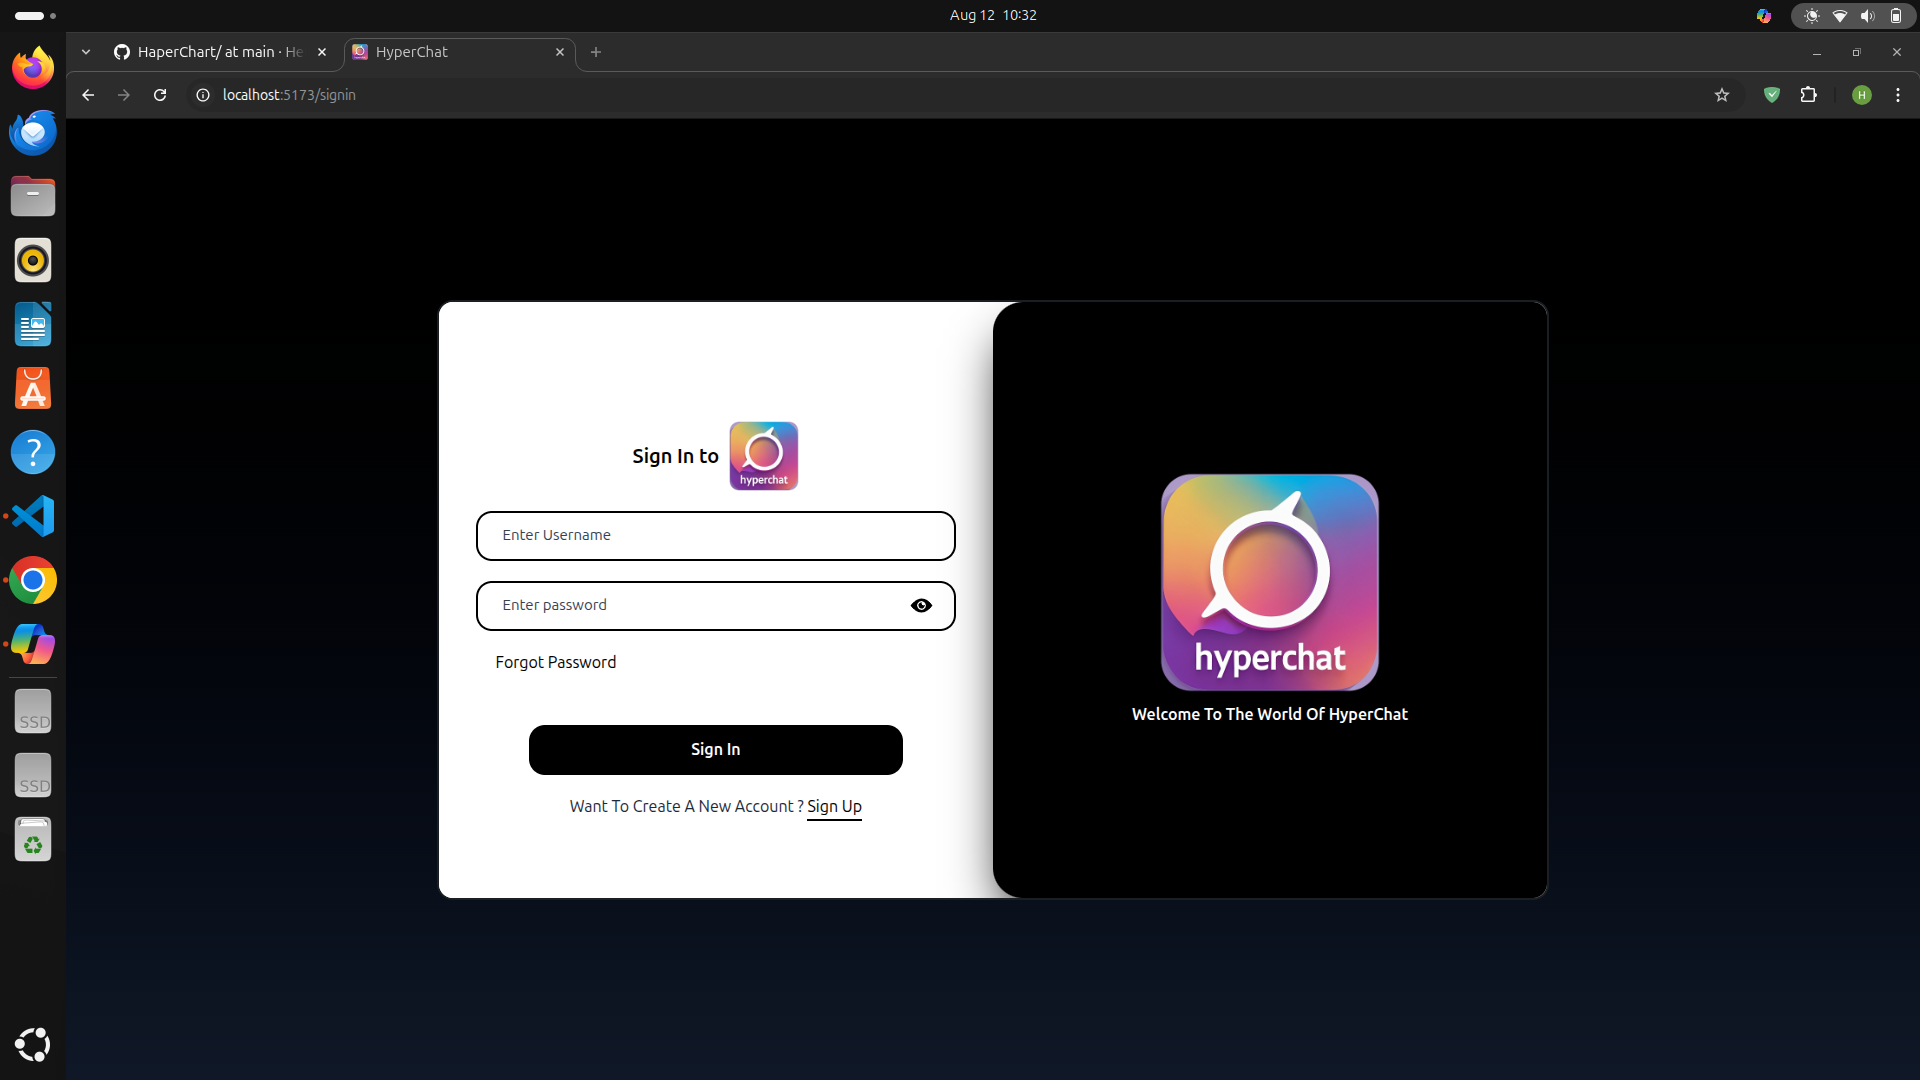 Aug 12 10:32
HaperChart/ at main · He
HyperChat
localhost:5173/signin
H
Sign In to
hyperchat
Enter Username
Enter password
Forgot Password
Sign In
Want To Create A New Account ? Sign Up
hyperchat
Welcome To The World Of HyperChat
SSD
SSD